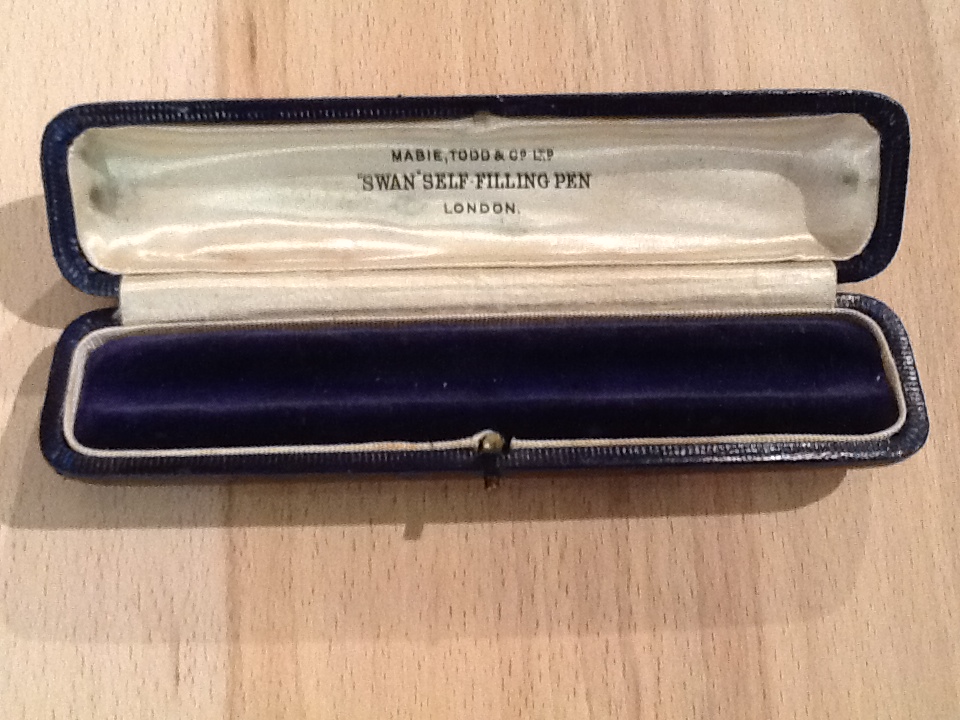 MABIE, TODD & Cº LTD
"SWAN" SELF-FILLING PEN
LONDON.